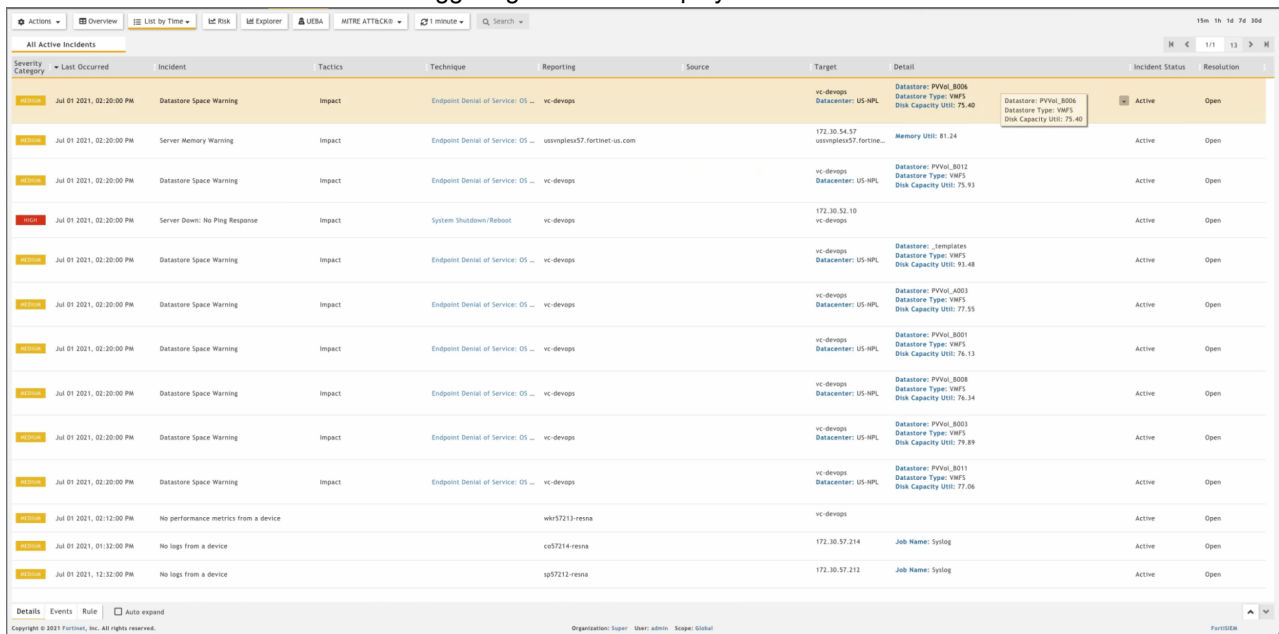 Actions
Overview
List by Time
Risk
Explorer
UEBA
MITRE ATT&CK®
1 minute
Search
15m 1h 1d 7d 30d
All Active Incidents
1/1 13
Severity Category Last Occurred Incident Tactics Technique Reporting Source Target Detail Incident Status Resolution
MEDIUM Jul 01 2021, 02:20:00 PM Datastore Space Warning Impact Endpoint Denial of Service: OS ... vc-devops vc-devops Datacenter: US-NPL Datastore: PVVol_B006 Datastore Type: VMFS Disk Capacity Util: 75.40 Active Open
Datastore: PVVol_B006
Datastore Type: VMFS
Disk Capacity Util: 75.40
MEDIUM Jul 01 2021, 02:20:00 PM Server Memory Warning Impact Endpoint Denial of Service: OS ... ussvnplesx57.fortinet-us.com 172.30.54.57 ussvnplesx57.fortine... Memory Util: 81.24 Active Open
MEDIUM Jul 01 2021, 02:20:00 PM Datastore Space Warning Impact Endpoint Denial of Service: OS ... vc-devops vc-devops Datacenter: US-NPL Datastore: PVVol_B012 Datastore Type: VMFS Disk Capacity Util: 75.93 Active Open
HIGH Jul 01 2021, 02:20:00 PM Server Down: No Ping Response Impact System Shutdown/Reboot vc-devops 172.30.52.10 vc-devops Active Open
MEDIUM Jul 01 2021, 02:20:00 PM Datastore Space Warning Impact Endpoint Denial of Service: OS ... vc-devops vc-devops Datacenter: US-NPL Datastore: _templates Datastore Type: VMFS Disk Capacity Util: 93.48 Active Open
MEDIUM Jul 01 2021, 02:20:00 PM Datastore Space Warning Impact Endpoint Denial of Service: OS ... vc-devops vc-devops Datacenter: US-NPL Datastore: PVVol_A003 Datastore Type: VMFS Disk Capacity Util: 77.55 Active Open
MEDIUM Jul 01 2021, 02:20:00 PM Datastore Space Warning Impact Endpoint Denial of Service: OS ... vc-devops vc-devops Datacenter: US-NPL Datastore: PVVol_B001 Datastore Type: VMFS Disk Capacity Util: 76.13 Active Open
MEDIUM Jul 01 2021, 02:20:00 PM Datastore Space Warning Impact Endpoint Denial of Service: OS ... vc-devops vc-devops Datacenter: US-NPL Datastore: PVVol_B008 Datastore Type: VMFS Disk Capacity Util: 76.34 Active Open
MEDIUM Jul 01 2021, 02:20:00 PM Datastore Space Warning Impact Endpoint Denial of Service: OS ... vc-devops vc-devops Datacenter: US-NPL Datastore: PVVol_B003 Datastore Type: VMFS Disk Capacity Util: 79.89 Active Open
MEDIUM Jul 01 2021, 02:20:00 PM Datastore Space Warning Impact Endpoint Denial of Service: OS ... vc-devops vc-devops Datacenter: US-NPL Datastore: PVVol_B011 Datastore Type: VMFS Disk Capacity Util: 77.06 Active Open
MEDIUM Jul 01 2021, 02:12:00 PM No performance metrics from a device wkr57213-resna vc-devops Active Open
MEDIUM Jul 01 2021, 01:32:00 PM No logs from a device co57214-resna 172.30.57.214 Job Name: Syslog Active Open
MEDIUM Jul 01 2021, 12:32:00 PM No logs from a device sp57212-resna 172.30.57.212 Job Name: Syslog Active Open
Details Events Rule Auto expand
Copyright © 2021 Fortinet, Inc. All rights reserved. Organization: Super User: admin Scope: Global FortiSIEM